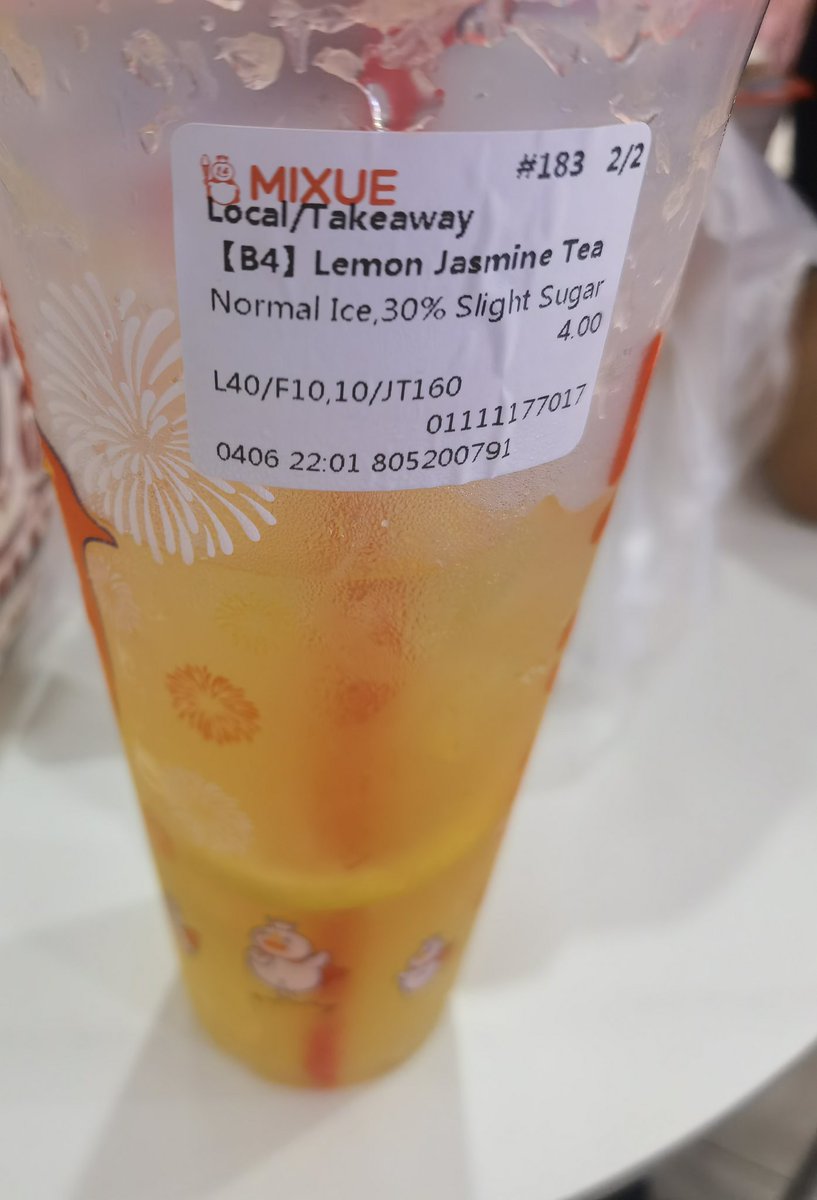 MIXUE #183 2/2
Local/Takeaway
【B4】Lemon Jasmine Tea
Normal Ice,30% Slight Sugar
4.00
L40/F10,10/JT160
01111177017
0406 22:01 805200791